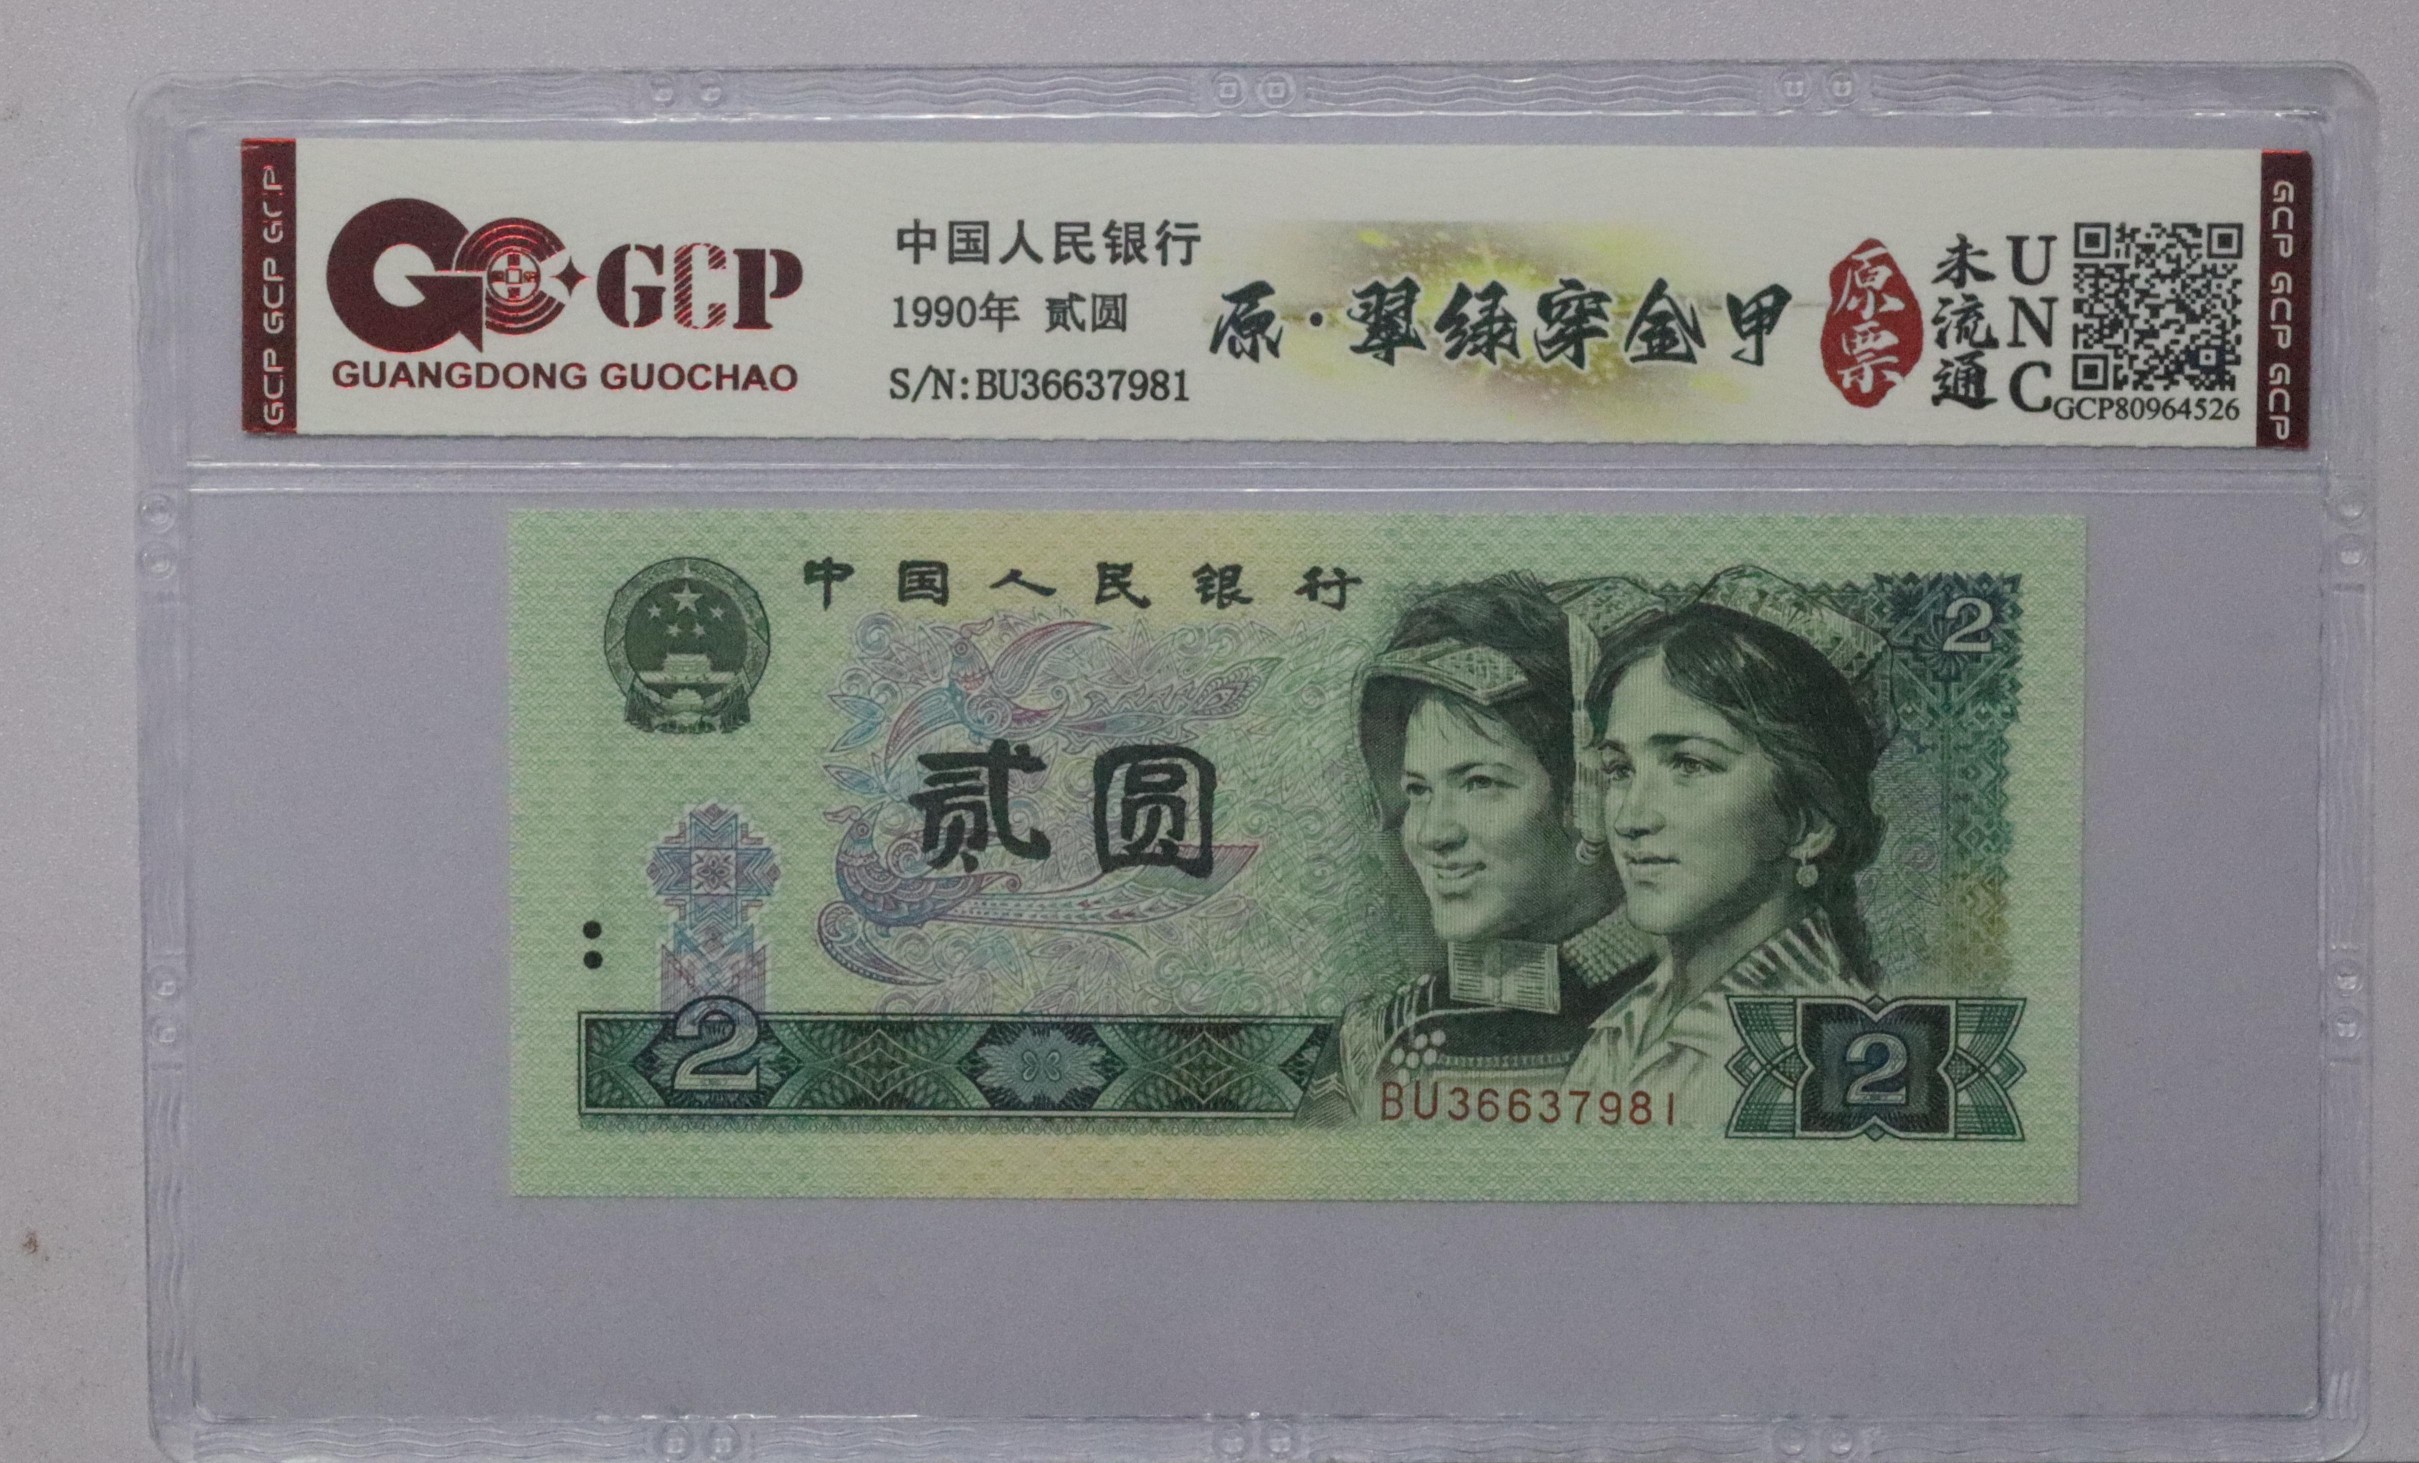 GCP GCP GCP
GCP
GUANGDONG GUOCHAO
中国人民银行
1990年 贰圆
S/N:BU36637981
原·翠绿穿金甲
原票
未流通
UNC
GCP80964526
GCP GCP GCP
中国人民银行
贰圆
2
2
BU36637981
2